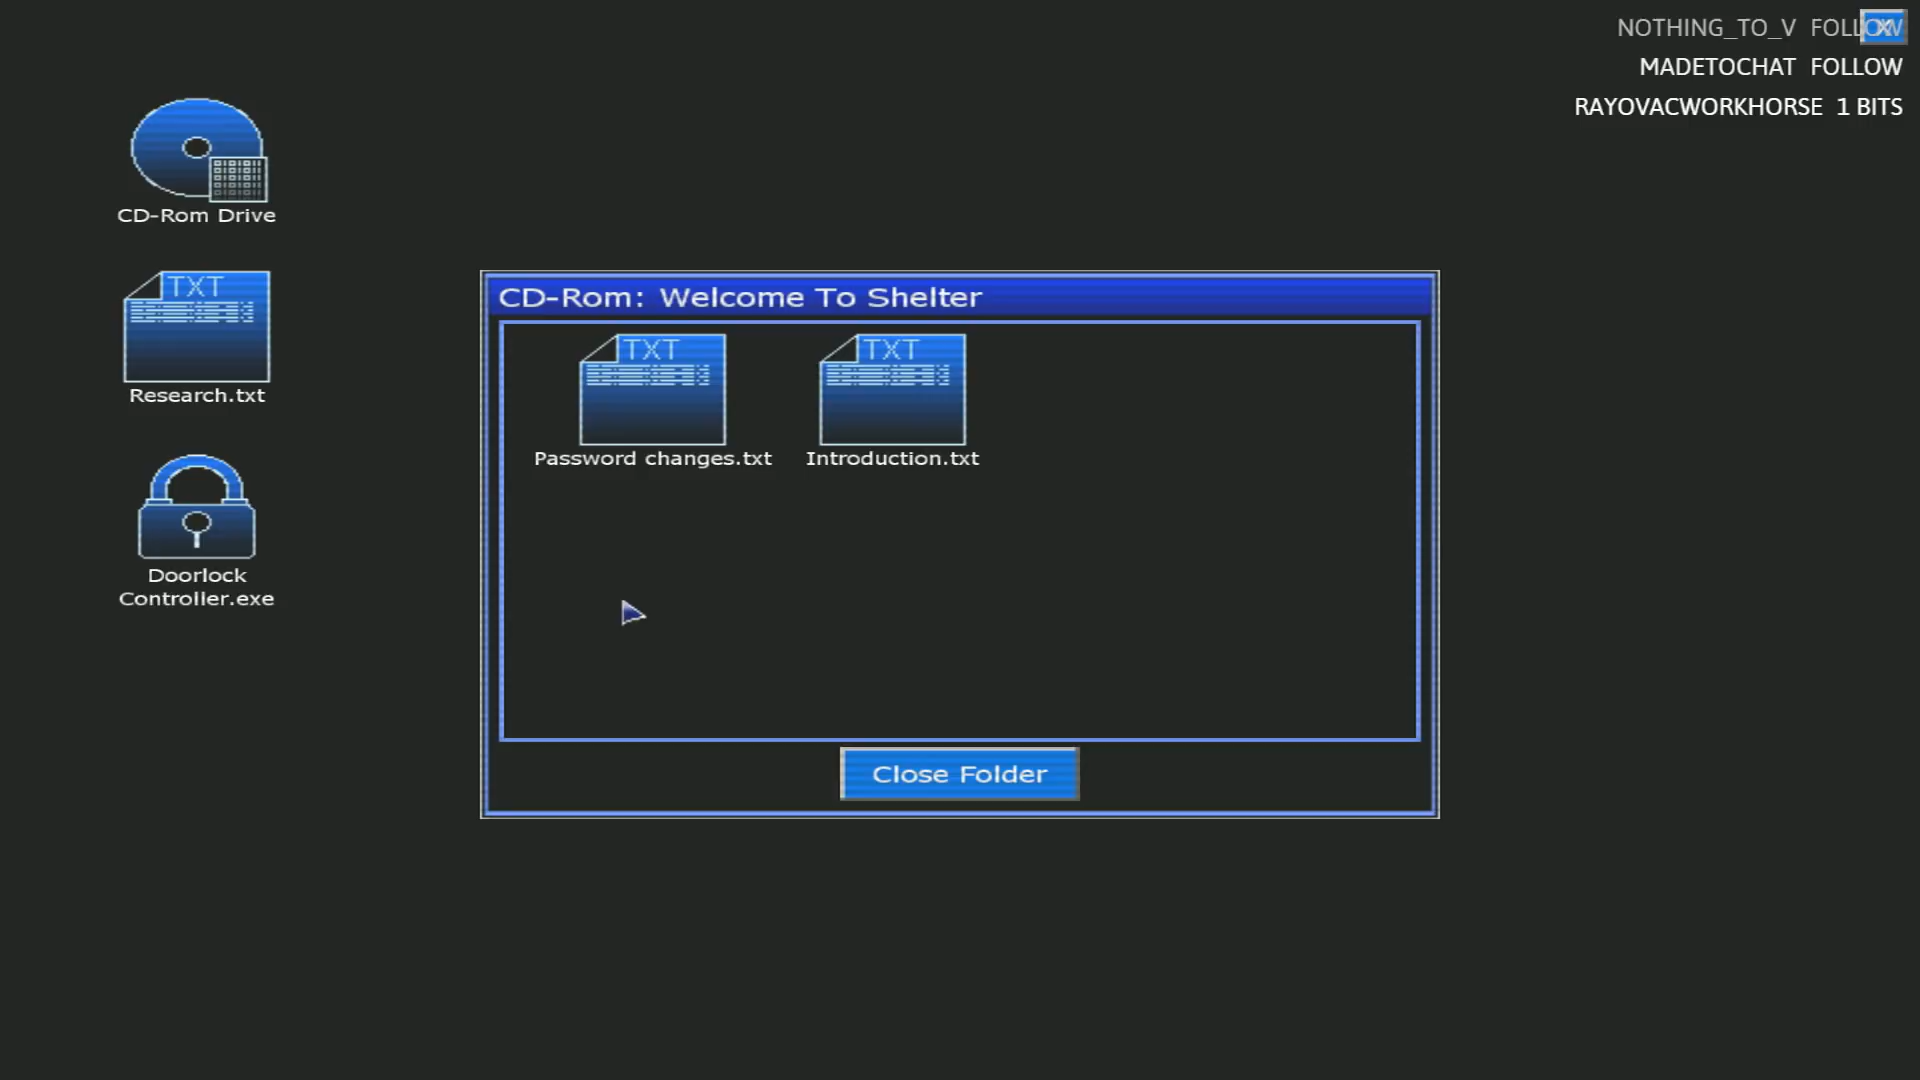 NOTHING_TO_V FOLLOW
MADETOCHAT FOLLOW
RAYOVACWORKHORSE 1 BITS
CD-Rom Drive
TXT
Research.txt
Doorlock
Controller.exe
CD-Rom: Welcome To Shelter
TXT
TXT
Password changes.txt
Introduction.txt
Close Folder